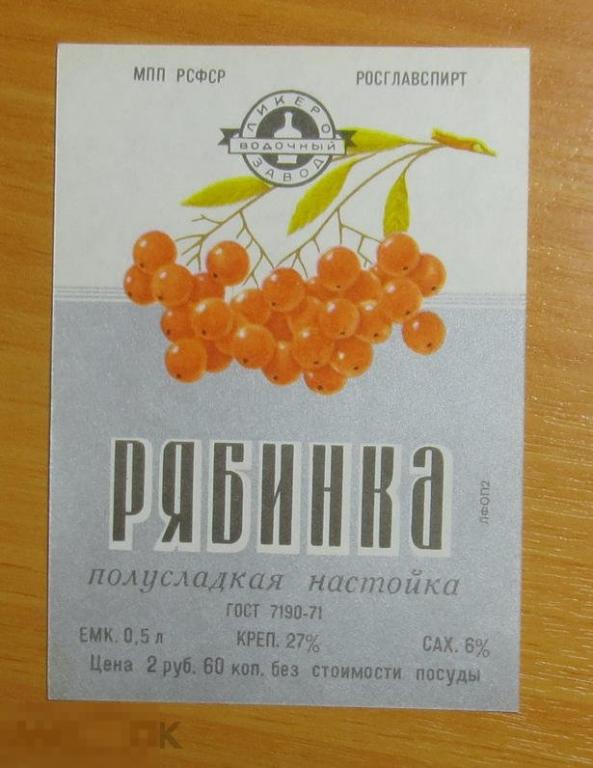 МПП РСФСР РОСГЛАВСПИРТ
ЛИКЕРО
ВОДОЧНЫЙ
ЗАВОД
РЯБИНКА
ЛФОП2
полусладкая настойка
ГОСТ 7190-71
ЕМК. 0,5 л КРЕП. 27% САХ. 6%
Цена 2 руб. 60 коп. без стоимости посуды